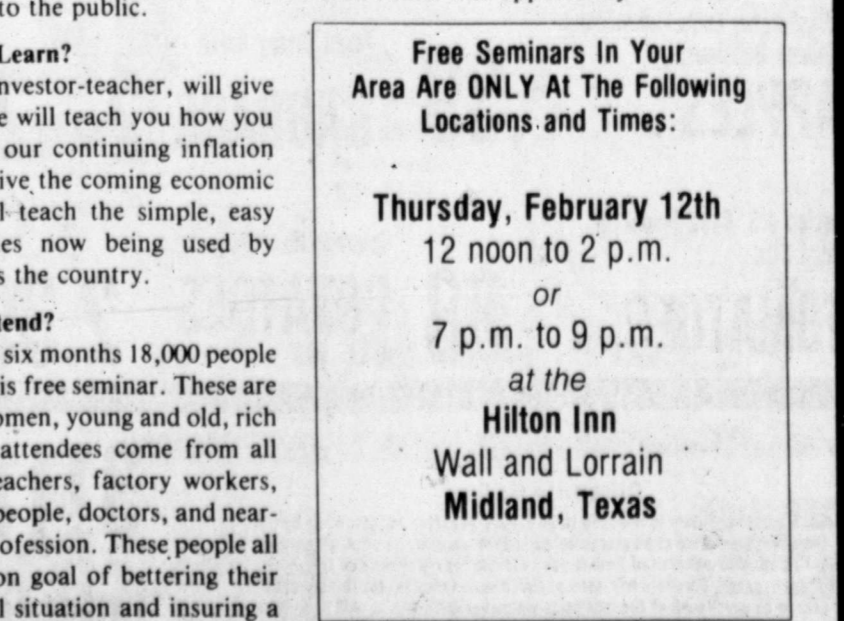 to the public.
Learn?
nvestor-teacher, will give
e will teach you how you
our continuing inflation
ive the coming economic
l teach the simple, easy
es now being used by
s the country.
tend?
six months 18,000 people
is free seminar. These are
omen, young and old, rich
attendees come from all
eachers, factory workers,
people, doctors, and near-
ofession. These people all
on goal of bettering their
l situation and insuring a
Free Seminars In Your
Area Are ONLY At The Following
Locations and Times:
Thursday, February 12th
12 noon to 2 p.m.
or
7 p.m. to 9 p.m.
at the
Hilton Inn
Wall and Lorrain
Midland, Texas